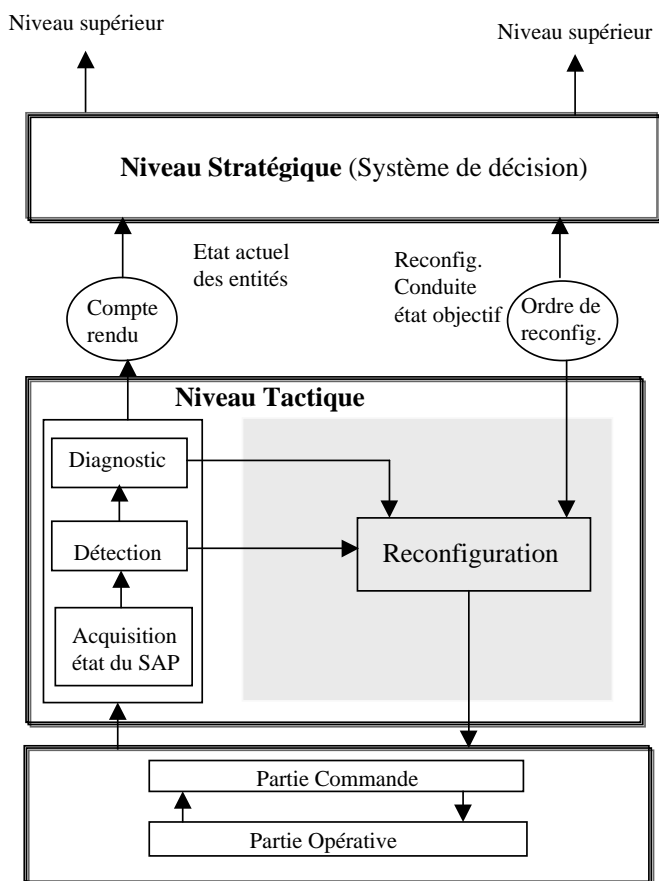 Niveau supérieur
Niveau supérieur
Niveau Stratégique (Système de décision)
Etat actuel
des entités
Reconfig.
Conduite
état objectif
Compte
rendu
Ordre de
reconfig.
Niveau Tactique
Diagnostic
Détection
Reconfiguration
Acquisition
état du SAP
Partie Commande
Partie Opérative